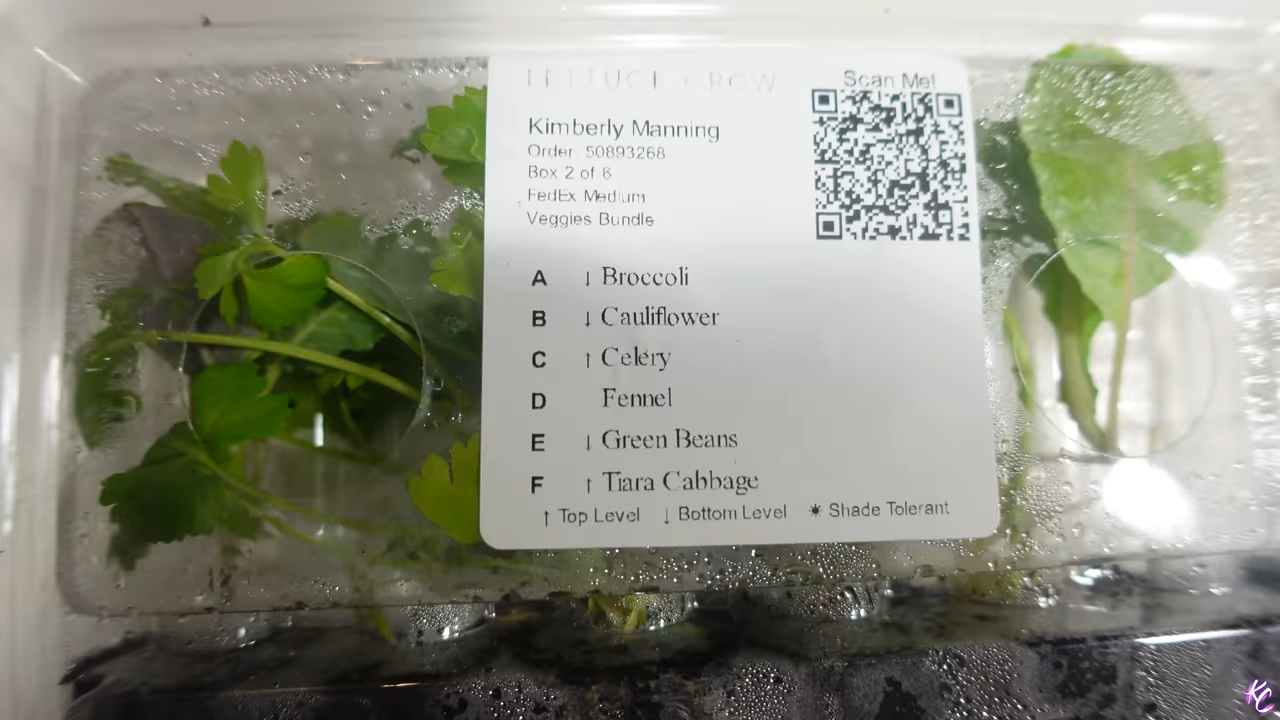 LETTUCE GROW
Scan Me!
Kimberly Manning
Order: 50893268
Box 2 of 6
FedEx Medium
Veggies Bundle
A ↓ Broccoli
B ↓ Cauliflower
C ↑ Celery
D Fennel
E ↓ Green Beans
F ↑ Tiara Cabbage
↑ Top Level ↓ Bottom Level ☀ Shade Tolerant
KC